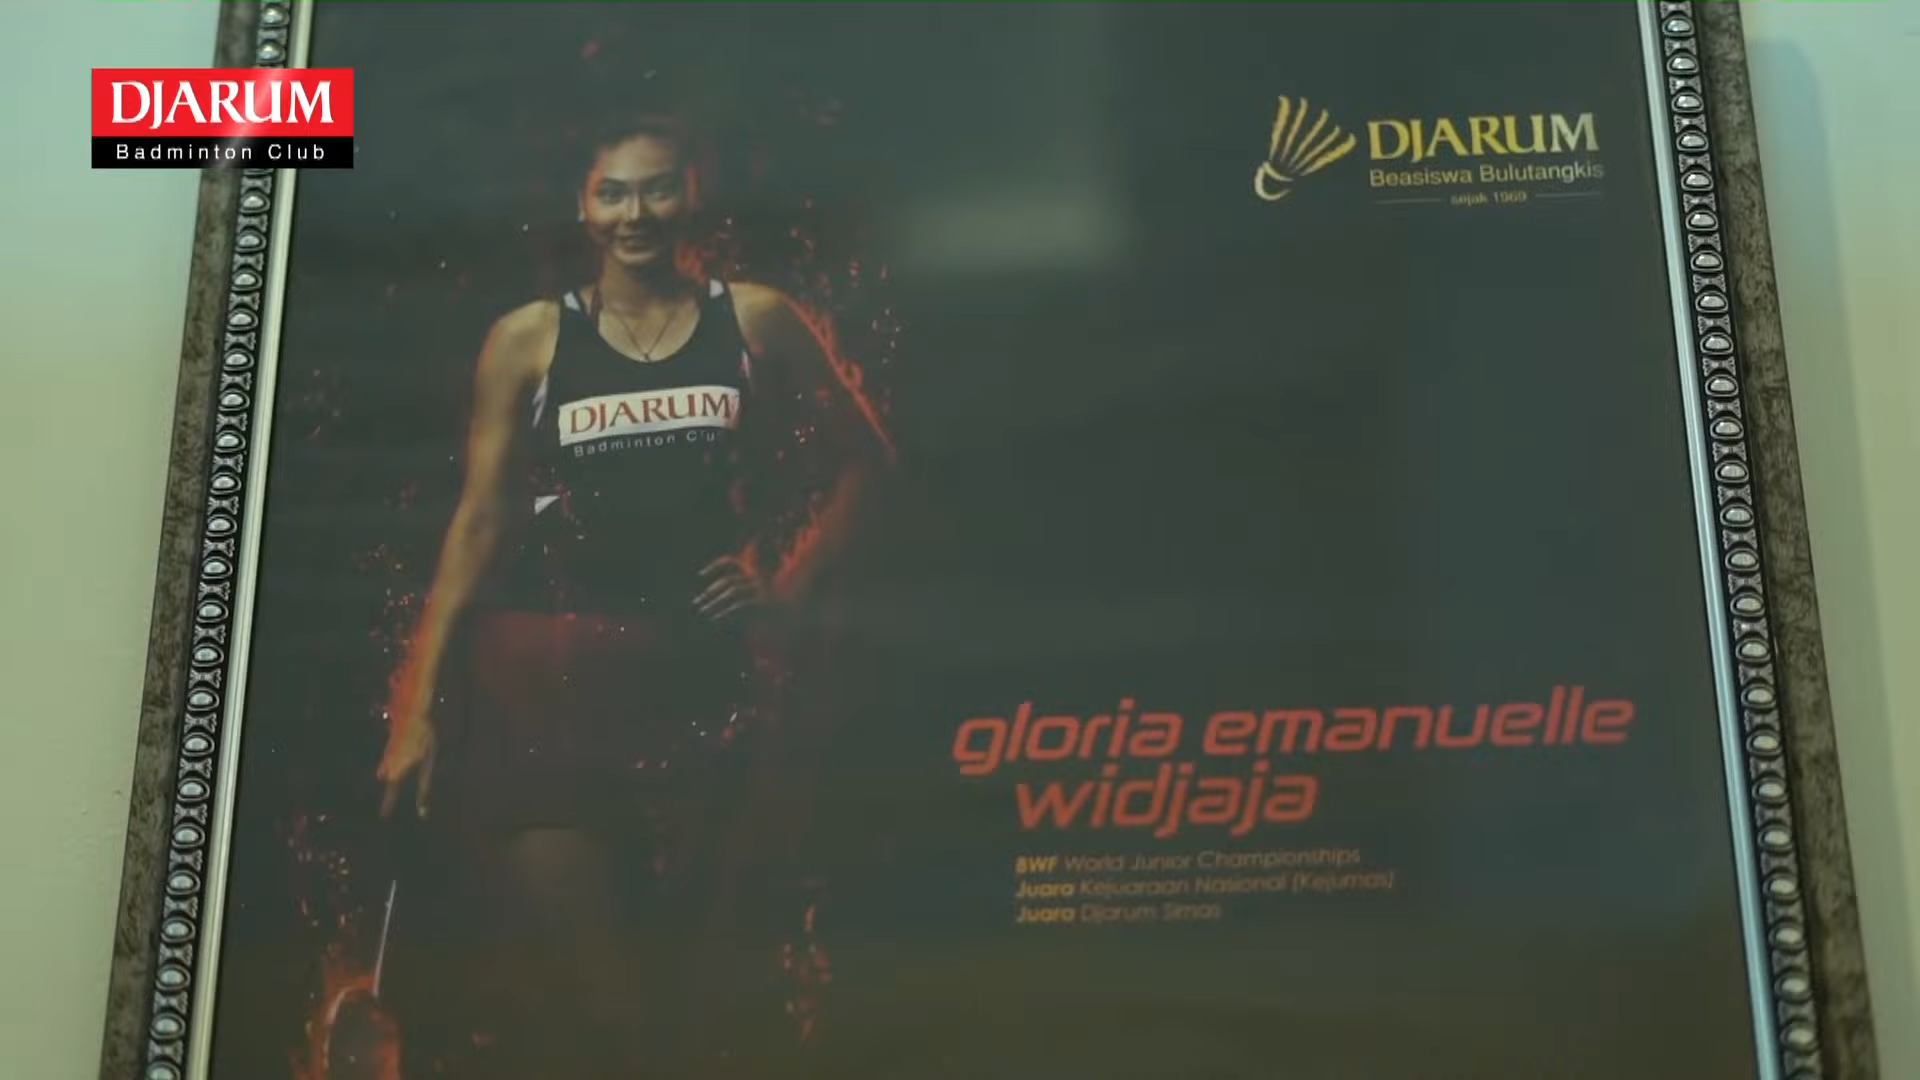 DJARUM
Badminton Club
DJARUM
Beasiswa Bulutangkis
sejak 1969
DJARUM
Badminton Clu
gloria emanuelle
widjaja
BWF World Junior Championships
Juara Kejuaraan Nasional (Kejurnas)
Juara Djarum Sirnas